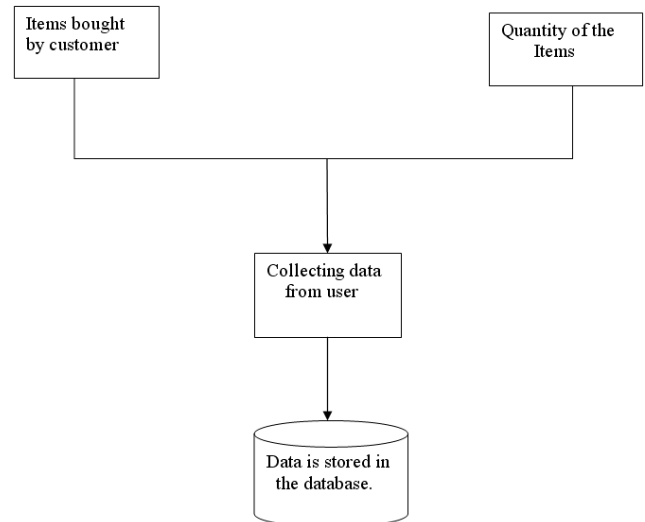 Items bought
by customer
Quantity of the
Items
Collecting data
from user
Data is stored in
the database.